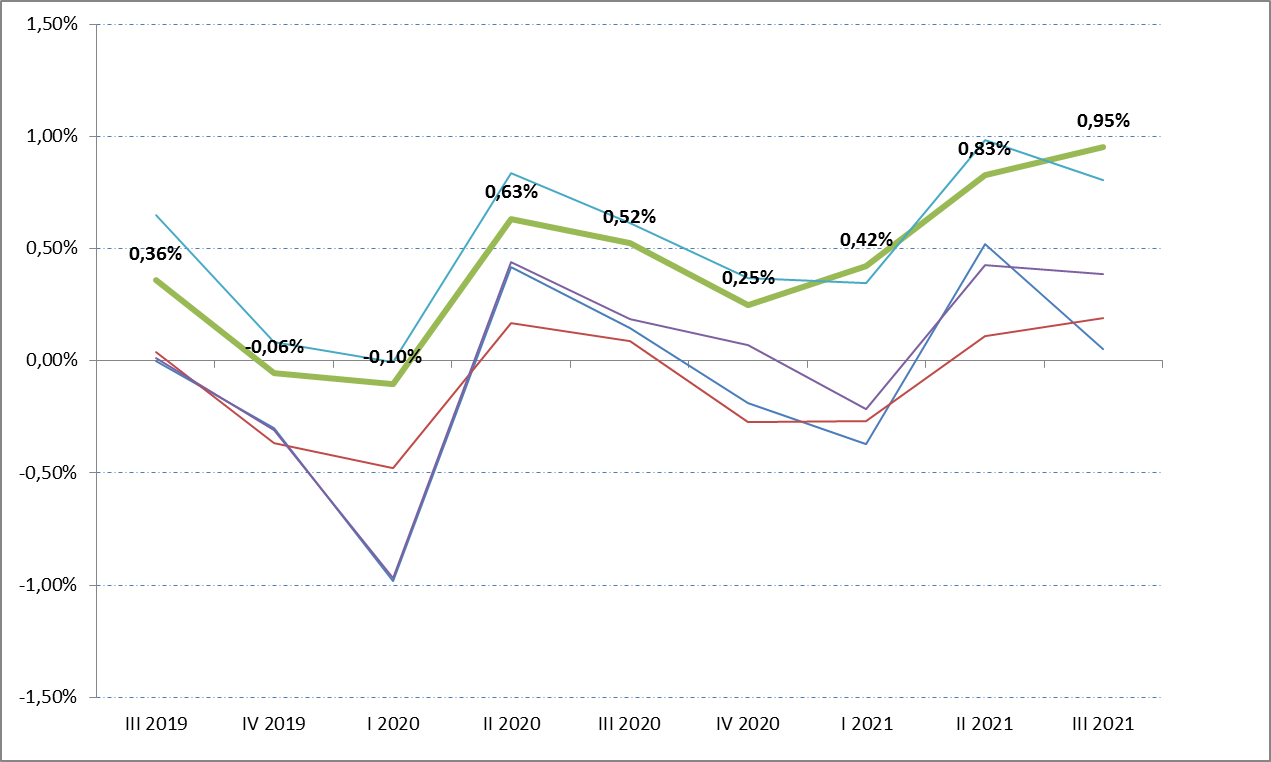 1,50%
1,00%
0,50%
0,00%
-0,50%
-1,00%
-1,50%
0,36%
-0,06%
-0,10%
0,63%
0,52%
0,25%
0,42%
0,83%
0,95%
III 2019
IV 2019
I 2020
II 2020
III 2020
IV 2020
I 2021
II 2021
III 2021